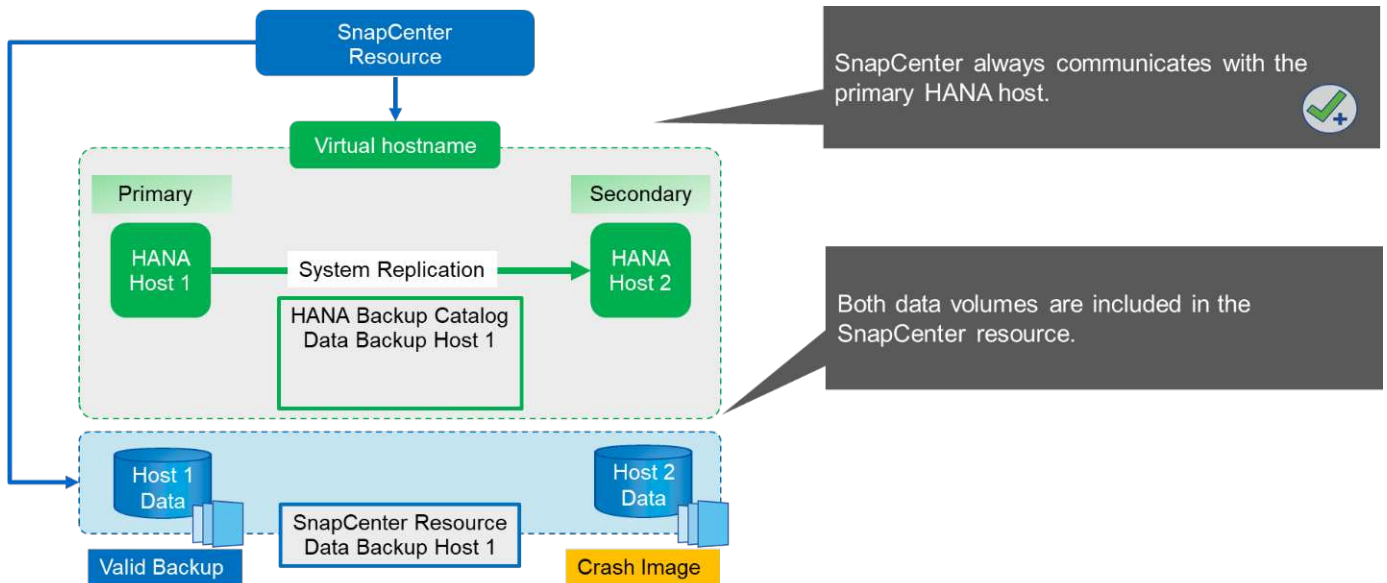 SnapCenter
Resource
SnapCenter always communicates with the
primary HANA host.
Virtual hostname
Primary
Secondary
HANA
Host 1
System Replication
HANA
Host 2
HANA Backup Catalog
Data Backup Host 1
Both data volumes are included in the
SnapCenter resource.
Host 1
Data
Host 2
Data
SnapCenter Resource
Data Backup Host 1
Valid Backup
Crash Image